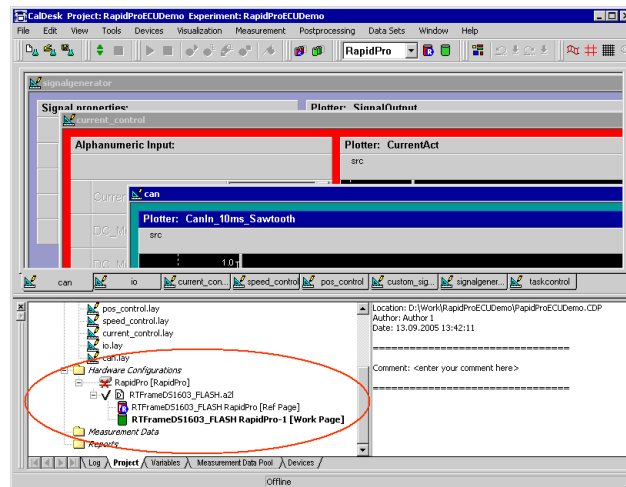 CalDesk Project: RapidProECUDemo Experiment: RapidProECUDemo
File Edit View Tools Devices Visualization Measurement Postprocessing Data Sets Window Help
RapidPro
signalgenerator
Signal properties: Plotter: SignalOutput
current_control
Alphanumeric Input: Plotter: CurrentAct
src
Curren
can
Plotter: CanIn_10ms_Sawtooth
src
DC_M
1.0
DC_M
can io current_con... speed_control pos_control custom_sig... signalgener... taskcontrol
pos_control.lay
speed_control.lay
current_control.lay
io.lay
can.lay
Hardware Configurations
RapidPro [RapidPro]
RTFrameDS1603_FLASH.a2l
RTFrameDS1603_FLASH RapidPro [Ref Page]
RTFrameDS1603_FLASH RapidPro-1 [Work Page]
Measurement Data
Reports
Location: D:\Work\RapidProECUDemo\PapidProECUDemo.CDP
Author: Author 1
Date: 13.09.2005 13:42:11
===================================
Comment: <enter your comment here>
===================================
Log Project Variables Measurement Data Pool Devices
Offline